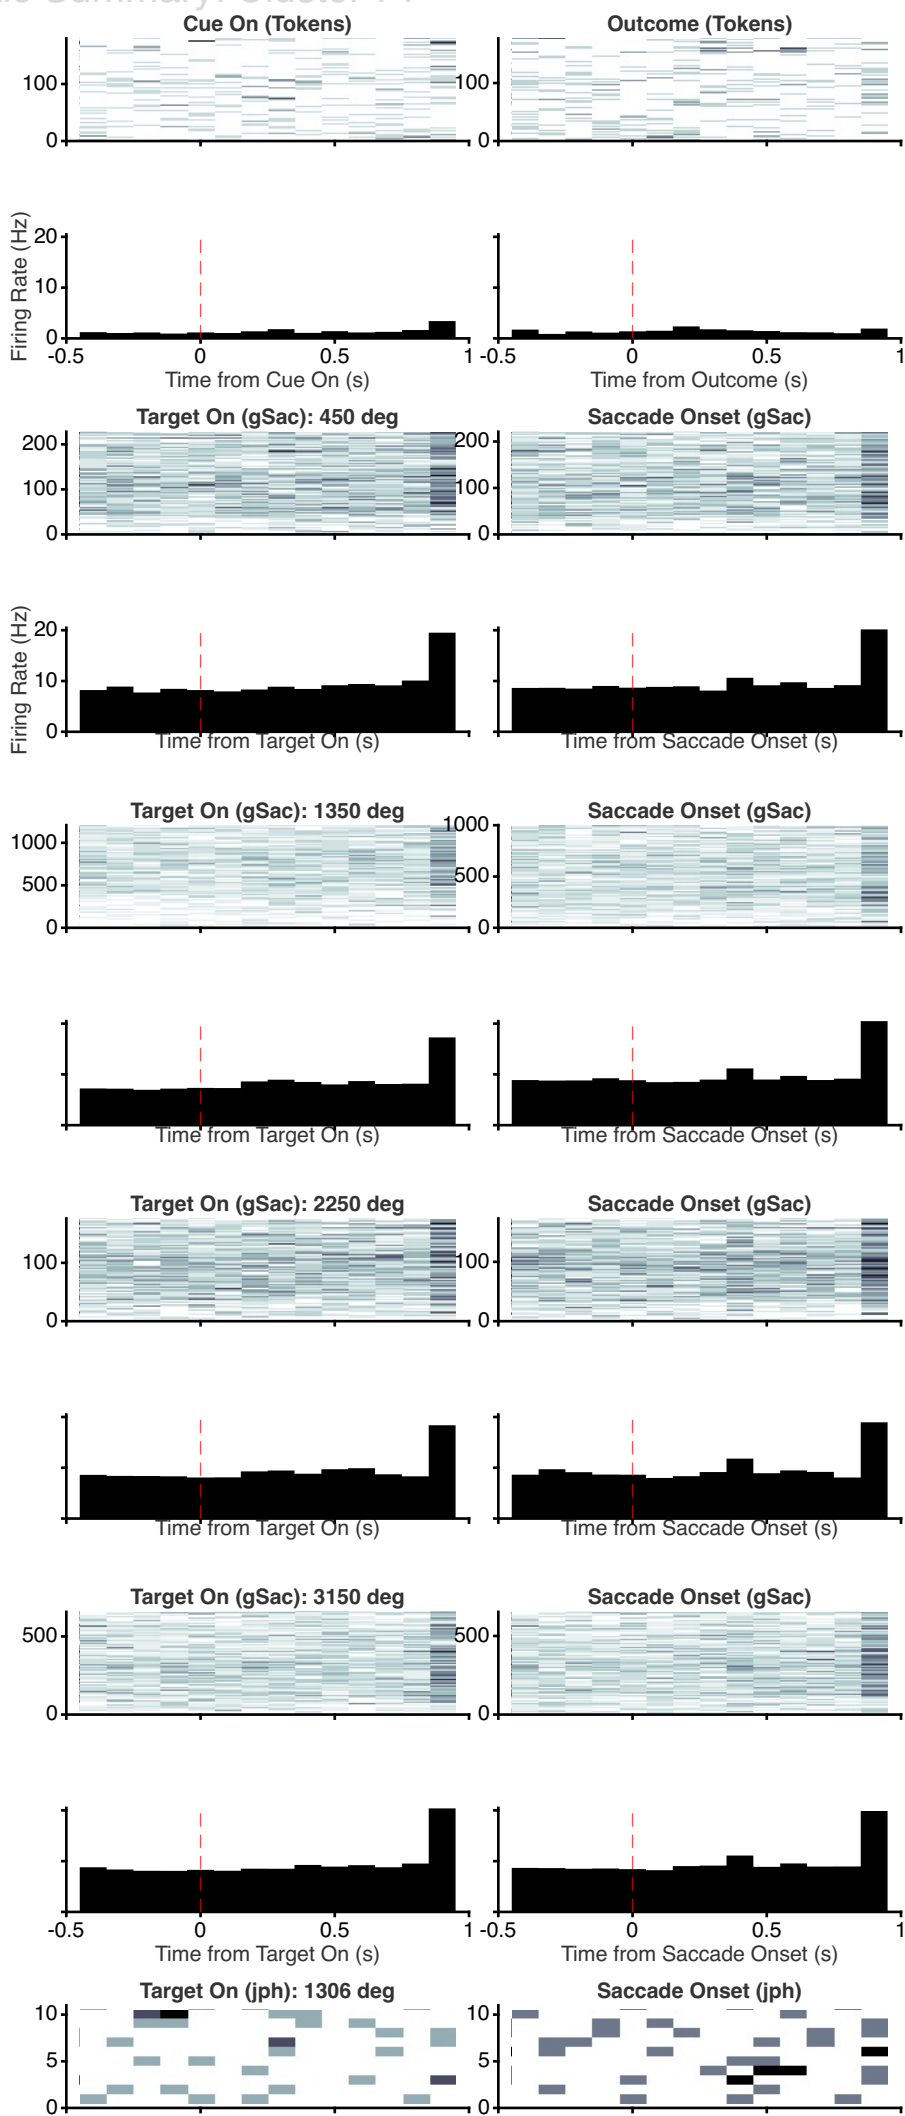 Summary: Cluster
Cue On (Tokens) Outcome (Tokens)
100 100
0 0
Firing Rate (Hz)
20
10
0
-0.5 0 0.5 1 -0.5 0 0.5 1
Time from Cue On (s) Time from Outcome (s)
Target On (gSac): 450 deg Saccade Onset (gSac)
200 200
100 100
0 0
Firing Rate (Hz)
20
10
0
Time from Target On (s) Time from Saccade Onset (s)
Target On (gSac): 1350 deg Saccade Onset (gSac)
1000 1000
500 500
0 0
Time from Target On (s) Time from Saccade Onset (s)
Target On (gSac): 2250 deg Saccade Onset (gSac)
100 100
0 0
Time from Target On (s) Time from Saccade Onset (s)
Target On (gSac): 3150 deg Saccade Onset (gSac)
500 500
0 0
-0.5 0 0.5 1 -0.5 0 0.5 1
Time from Target On (s) Time from Saccade Onset (s)
Target On (jph): 1306 deg Saccade Onset (jph)
10 10
5 5
0 0